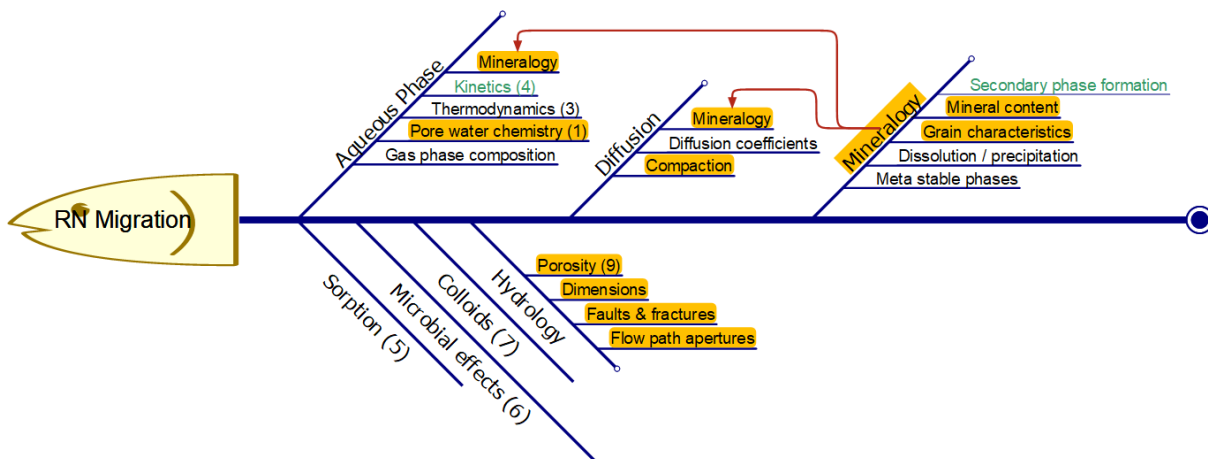 RN Migration
Aqueous Phase
Mineralogy
Kinetics (4)
Thermodynamics (3)
Pore water chemistry (1)
Gas phase composition
Diffusion
Mineralogy
Diffusion coefficients
Compaction
Mineralogy
Secondary phase formation
Mineral content
Grain characteristics
Dissolution / precipitation
Meta stable phases
Sorption (5)
Microbial effects (6)
Colloids (7)
Hydrology
Porosity (9)
Dimensions
Faults & fractures
Flow path apertures